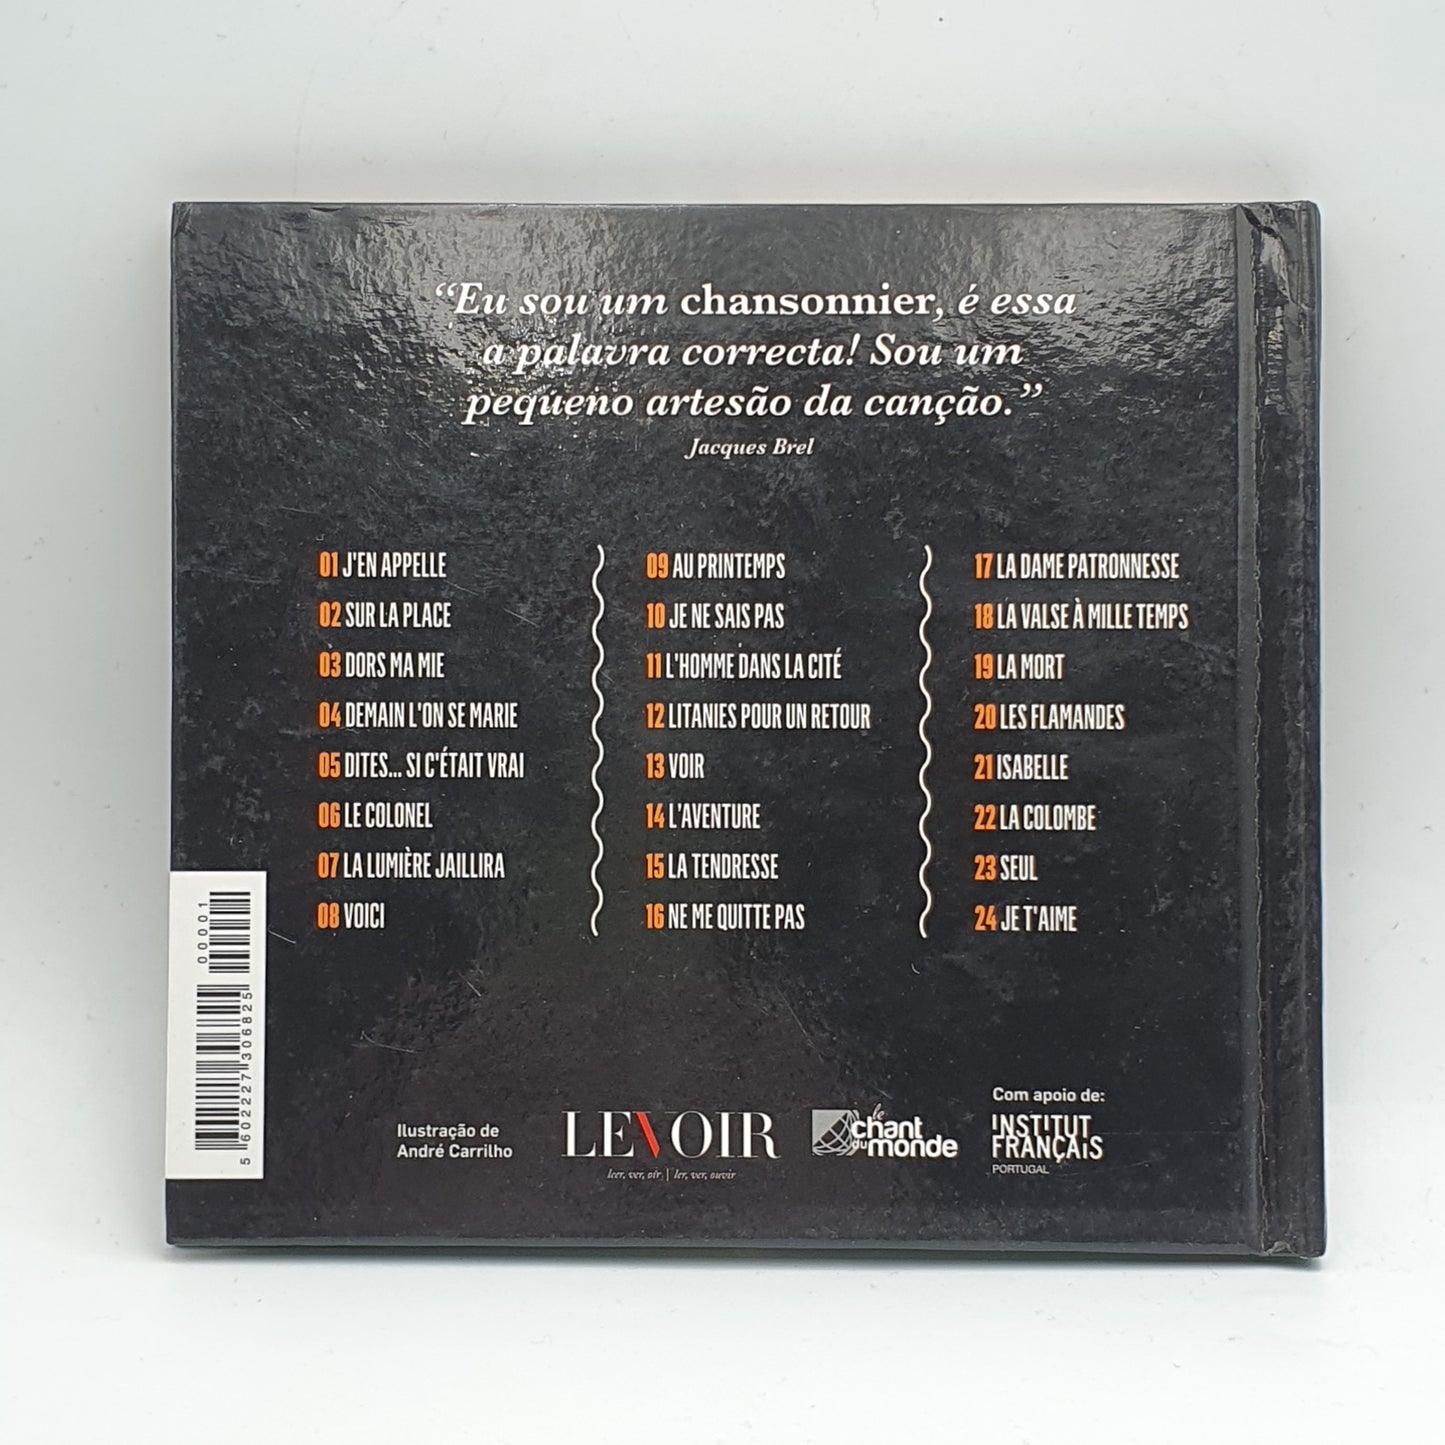 “Eu sou um chansonnier, é essa
a palavra correcta! Sou um
pequeno artesão da canção.”
Jacques Brel
01 J'EN APPELLE
02 SUR LA PLACE
03 DORS MA MIE
04 DEMAIN L'ON SE MARIE
05 DITES... SI C'ÉTAIT VRAI
06 LE COLONEL
07 LA LUMIÈRE JAILLIRA
08 VOICI
09 AU PRINTEMPS
10 JE NE SAIS PAS
11 L'HOMME DANS LA CITÉ
12 LITANIES POUR UN RETOUR
13 VOIR
14 L'AVENTURE
15 LA TENDRESSE
16 NE ME QUITTE PAS
17 LA DAME PATRONNESSE
18 LA VALSE À MILLE TEMPS
19 LA MORT
20 LES FLAMANDES
21 ISABELLE
22 LA COLOMBE
23 SEUL
24 JE T'AIME
00001
5 602227 306825
Ilustração de
André Carrilho
LEVOIR
leer, ver, oír | ler, ver, ouvir
le
chant
du monde
Com apoio de:
INSTITUT
FRANÇAIS
PORTUGAL